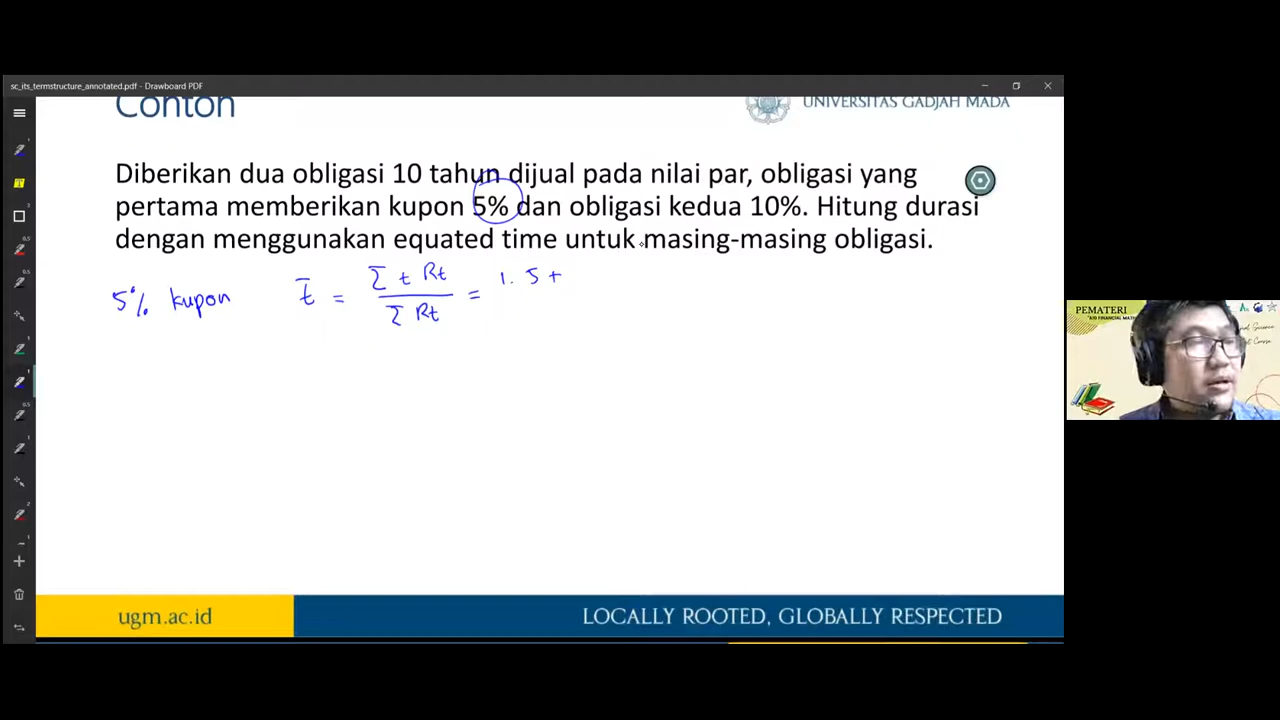 sc_its_termstructure_annotated.pdf - Drawboard PDF
Contoh
UNIVERSITAS GADJAH MADA
Diberikan dua obligasi 10 tahun dijual pada nilai par, obligasi yang
pertama memberikan kupon 5% dan obligasi kedua 10%. Hitung durasi
dengan menggunakan equated time untuk masing-masing obligasi.
5% kupon t̄ = Σ t Rt / Σ Rt = 1. 5 +
PEMATERI
ugm.ac.id
LOCALLY ROOTED, GLOBALLY RESPECTED